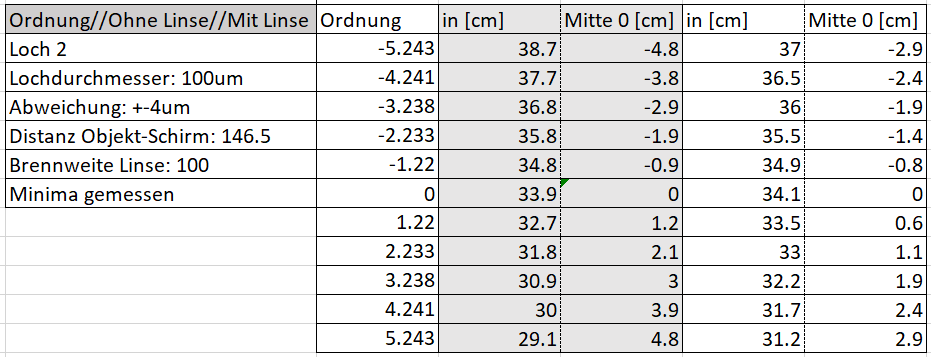 Ordnung//Ohne Linse//Mit Linse Ordnung in [cm] Mitte 0 [cm] in [cm] Mitte 0 [cm]
Loch 2 -5.243 38.7 -4.8 37 -2.9
Lochdurchmesser: 100um -4.241 37.7 -3.8 36.5 -2.4
Abweichung: +-4um -3.238 36.8 -2.9 36 -1.9
Distanz Objekt-Schirm: 146.5 -2.233 35.8 -1.9 35.5 -1.4
Brennweite Linse: 100 -1.22 34.8 -0.9 34.9 -0.8
Minima gemessen 0 33.9 0 34.1 0
1.22 32.7 1.2 33.5 0.6
2.233 31.8 2.1 33 1.1
3.238 30.9 3 32.2 1.9
4.241 30 3.9 31.7 2.4
5.243 29.1 4.8 31.2 2.9